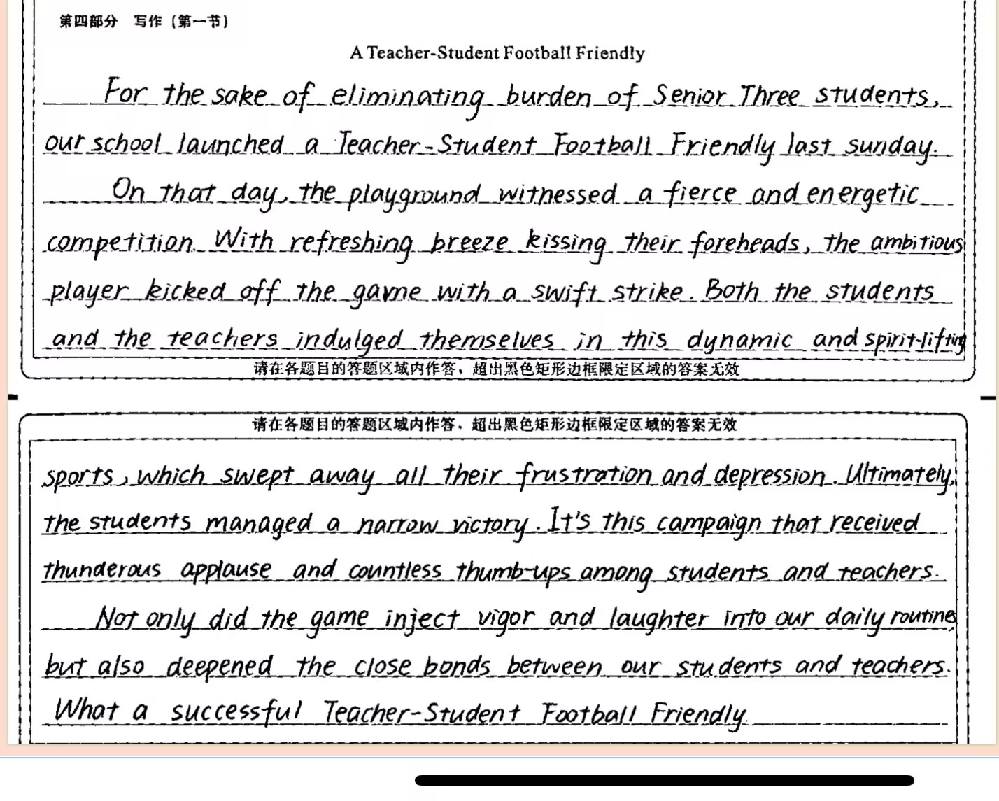 第四部分 写作（第一节）
A Teacher-Student Football Friendly
For the sake of eliminating burden of Senior Three students,
our school launched a Teacher-Student Football Friendly last sunday.
On that day, the playground witnessed a fierce and energetic
competition. With refreshing breeze kissing their foreheads, the ambitious
player kicked off the game with a swift strike. Both the students
and the teachers indulged themselves in this dynamic and spirit-lifting
请在各题目的答题区域内作答，超出黑色矩形边框限定区域的答案无效
请在各题目的答题区域内作答，超出黑色矩形边框限定区域的答案无效
sports, which swept away all their frustration and depression. Ultimately,
the students managed a narrow victory. It's this campaign that received
thunderous applause and countless thumb-ups among students and teachers.
Not only did the game inject vigor and laughter into our daily routine,
but also deepened the close bonds between our students and teachers.
What a successful Teacher-Student Football Friendly.